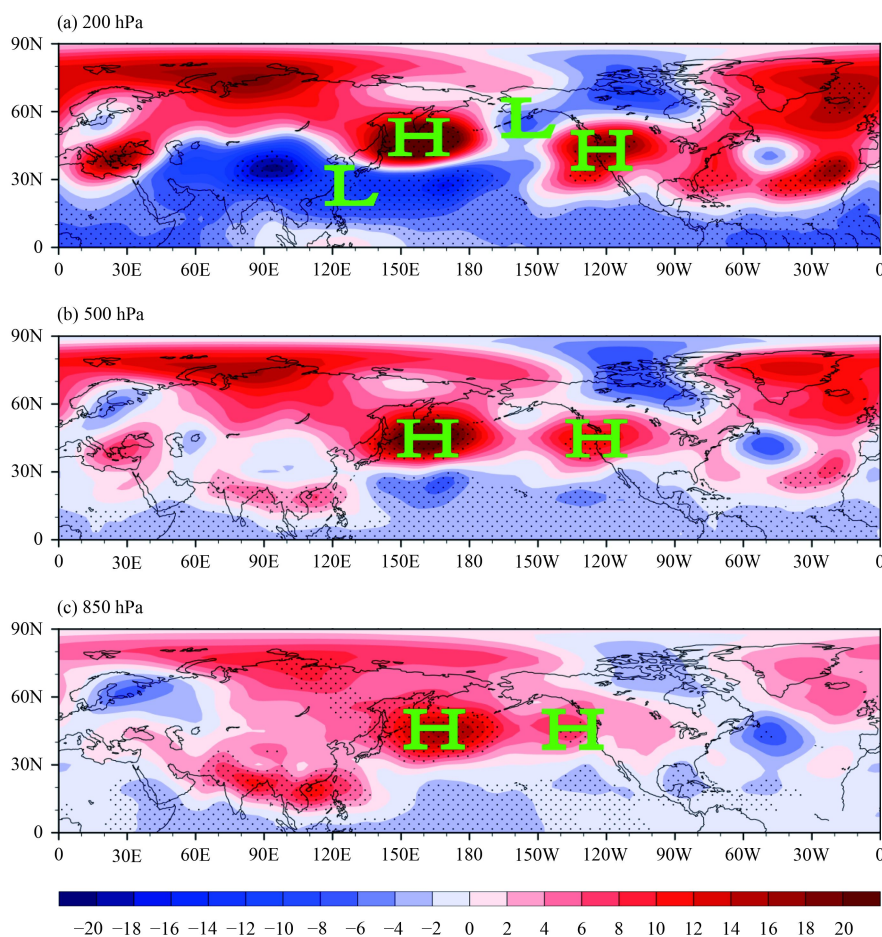 (a) 200 hPa
90N
60N
30N
0
H
L
H
L
0 30E 60E 90E 120E 150E 180 150W 120W 90W 60W 30W 0
(b) 500 hPa
90N
60N
30N
0
H
H
0 30E 60E 90E 120E 150E 180 150W 120W 90W 60W 30W 0
(c) 850 hPa
90N
60N
30N
0
H
H
0 30E 60E 90E 120E 150E 180 150W 120W 90W 60W 30W 0
−20 −18 −16 −14 −12 −10 −8 −6 −4 −2 0 2 4 6 8 10 12 14 16 18 20